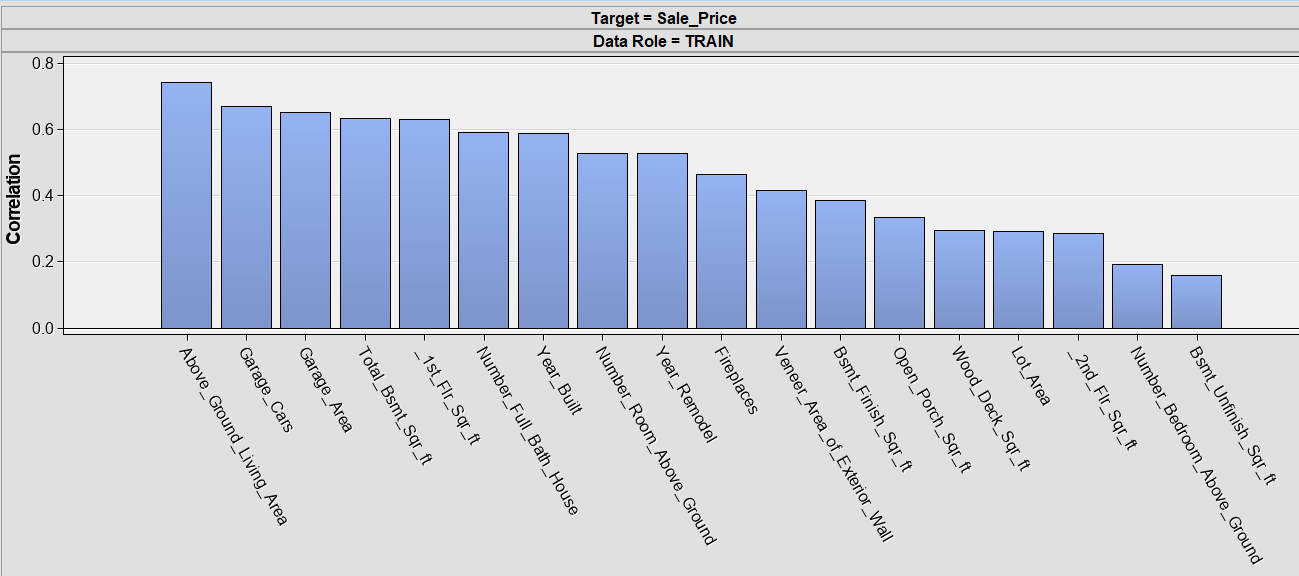 Target = Sale_Price
Data Role = TRAIN
Correlation
0.8
0.6
0.4
0.2
0.0
Above_Ground_Living_Area
Garage_Cars
Garage_Area
Total_Bsmt_Sqr_ft
_1st_Flr_Sqr_ft
Number_Full_Bath_House
Year_Built
Number_Room_Above_Ground
Year_Remodel
Fireplaces
Veneer_Area_of_Exterior_Wall
Bsmt_Finish_Sqr_ft
Open_Porch_Sqr_ft
Wood_Deck_Sqr_ft
Lot_Area
_2nd_Flr_Sqr_ft
Number_Bedroom_Above_Ground
Bsmt_Unfinish_Sqr_ft